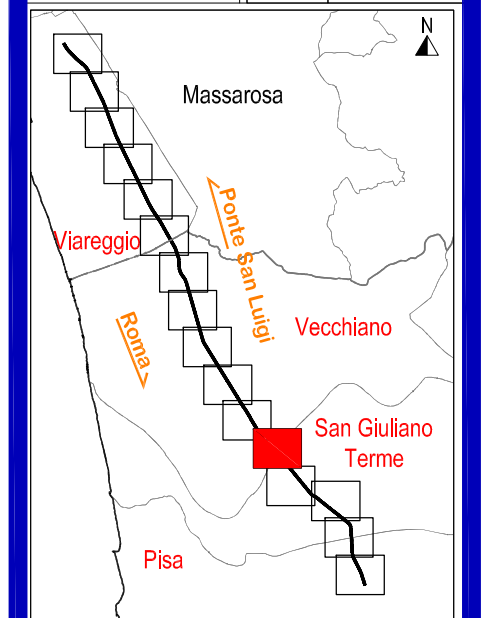 N
Massarosa
Viareggio
Ponte San Luigi
Roma
Vecchiano
San Giuliano
Terme
Pisa